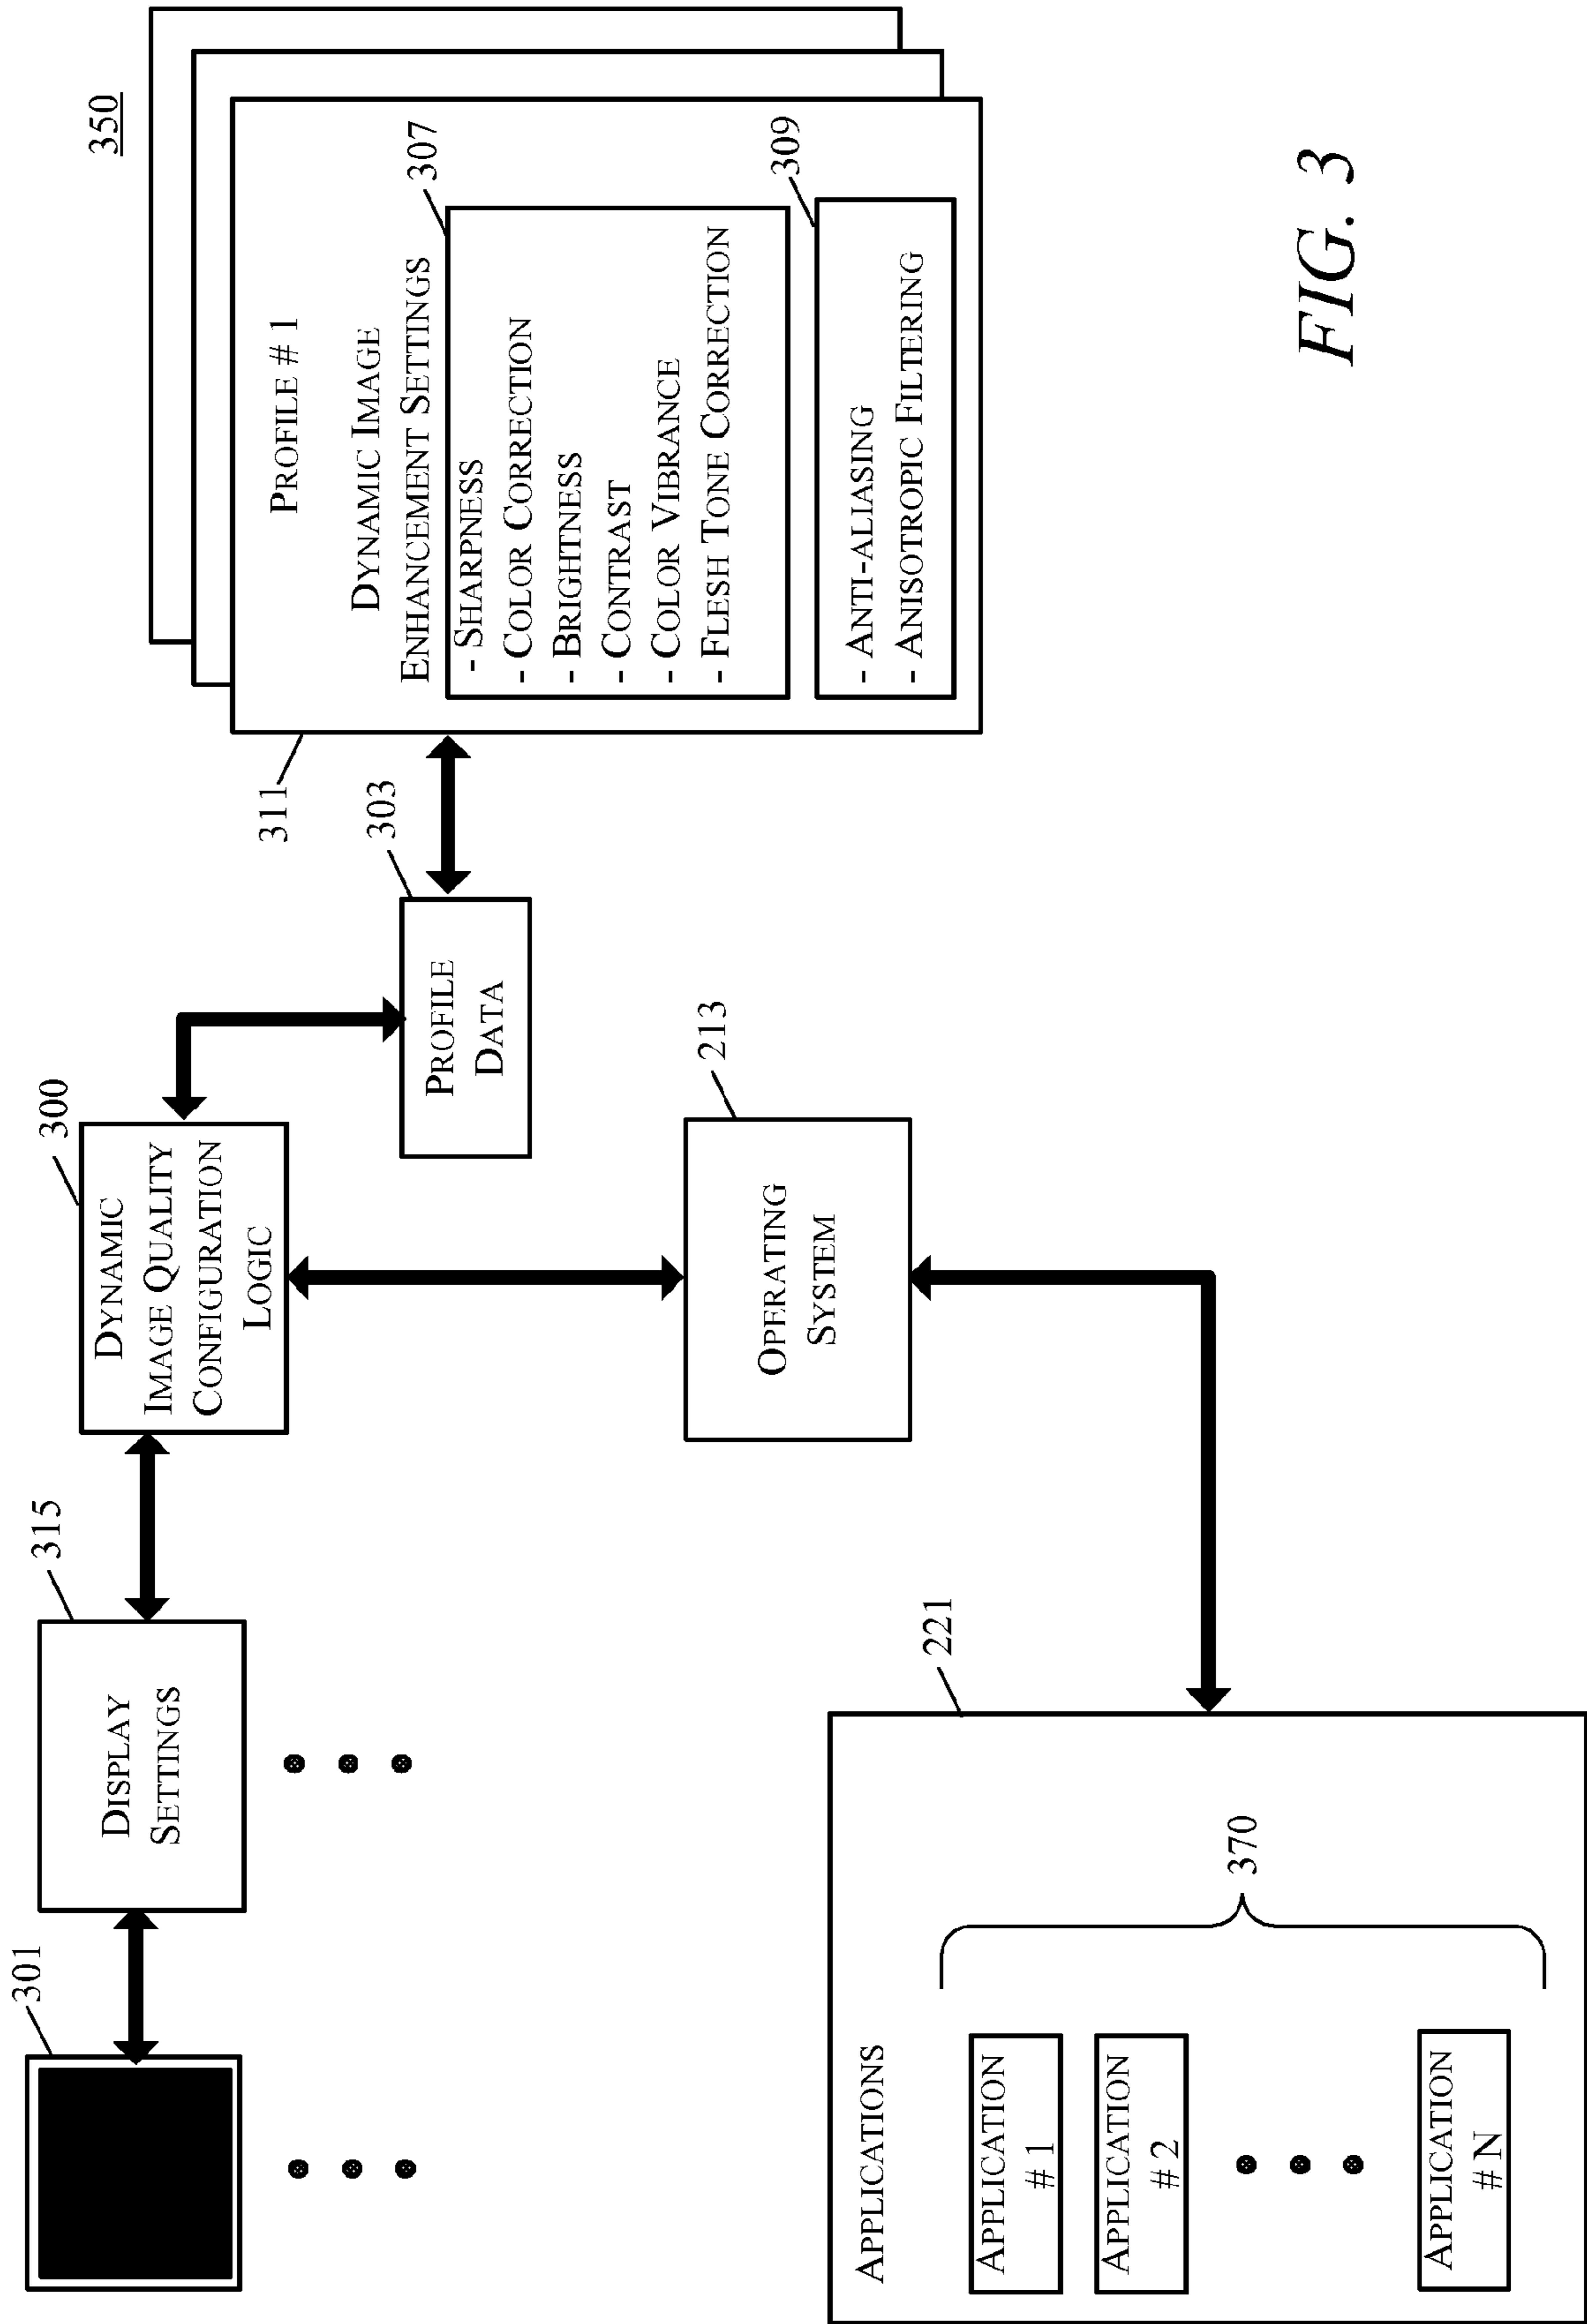 301
315
DISPLAY
SETTINGS
300
DYNAMIC
IMAGE QUALITY
CONFIGURATION
LOGIC
303
PROFILE
DATA
350
311
PROFILE # 1
DYNAMIC IMAGE
ENHANCEMENT SETTINGS
307
- SHARPNESS
- COLOR CORRECTION
- BRIGHTNESS
- CONTRAST
- COLOR VIBRANCE
- FLESH TONE CORRECTION
309
- ANTI-ALIASING
- ANISOTROPIC FILTERING
213
OPERATING
SYSTEM
221
APPLICATIONS
APPLICATION
# 1
APPLICATION
# 2
APPLICATION
# N
370
FIG. 3